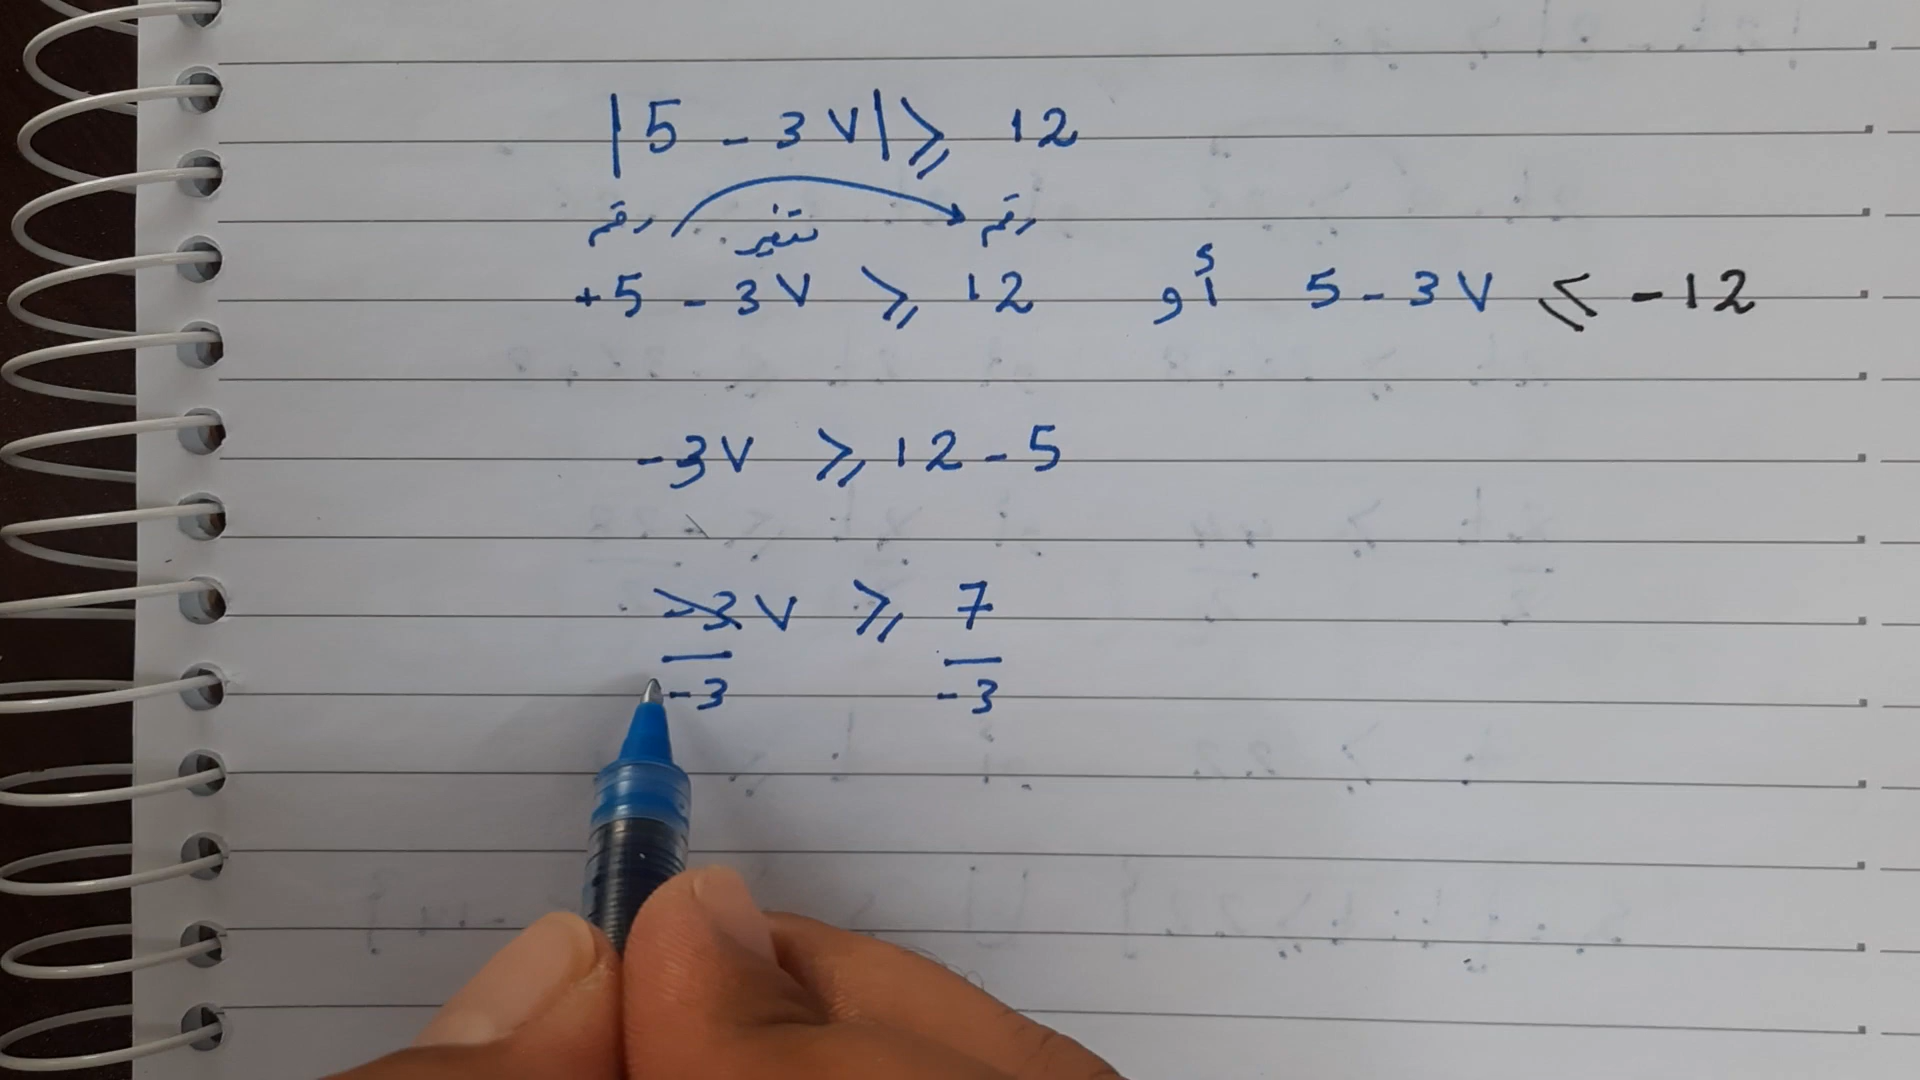 |5 - 3V| ⩾ 12
رقم متغير رقم
+5 - 3V ⩾ 12 أو 5 - 3V ⩽ -12
-3V ⩾ 12 - 5
-3V ⩾ 7
-3 -3